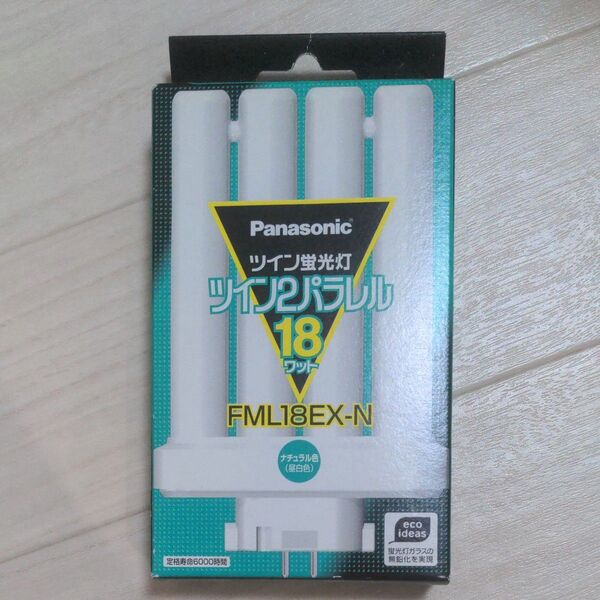 Panasonic
ツイン蛍光灯
ツイン2パラレル
18
ワット
FML18EX-N
ナチュラル色
(昼白色)
eco
ideas
蛍光灯ガラスの
無鉛化を実現
定格寿命6000時間